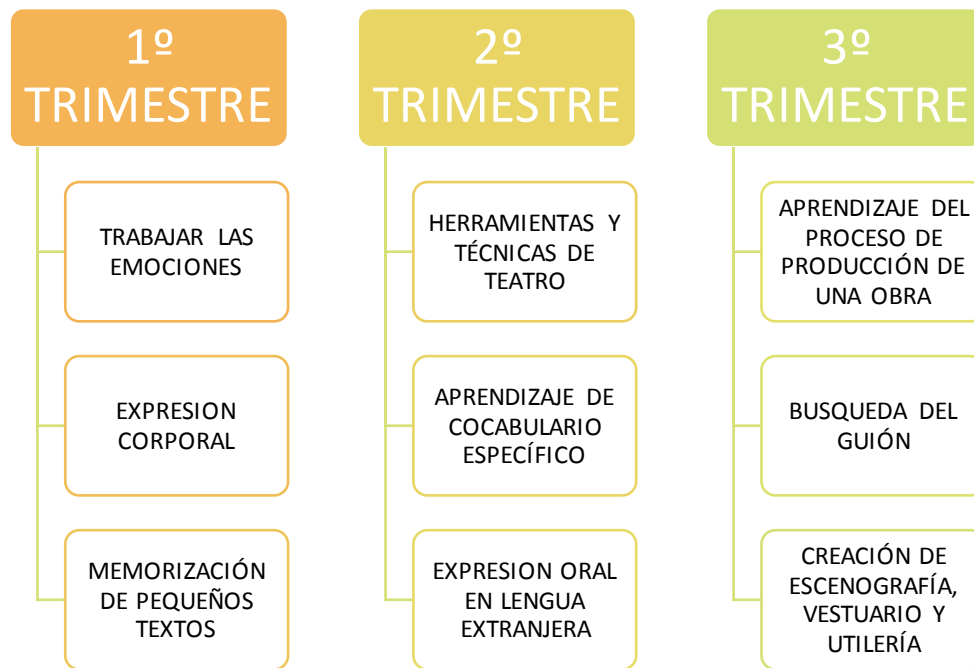 1º
TRIMESTRE
TRABAJAR LAS
EMOCIONES
EXPRESION
CORPORAL
MEMORIZACIÓN
DE PEQUEÑOS
TEXTOS
2º
TRIMESTRE
HERRAMIENTAS Y
TÉCNICAS DE
TEATRO
APRENDIZAJE DE
COCABULARIO
ESPECÍFICO
EXPRESION ORAL
EN LENGUA
EXTRANJERA
3º
TRIMESTRE
APRENDIZAJE DEL
PROCESO DE
PRODUCCIÓN DE
UNA OBRA
BUSQUEDA DEL
GUIÓN
CREACIÓN DE
ESCENOGRAFÍA,
VESTUARIO Y
UTILERÍA